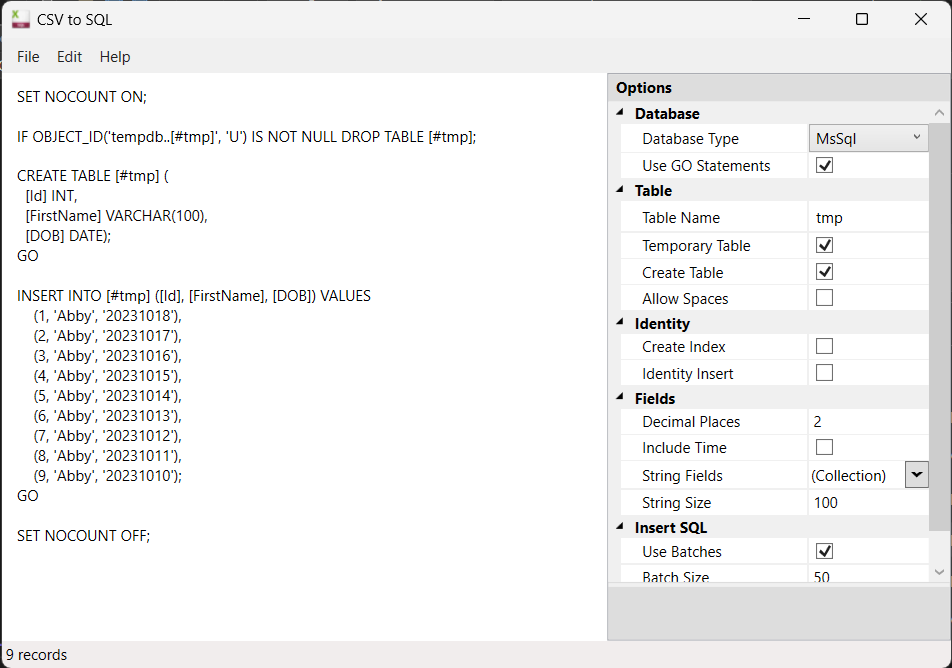 CSV to SQL
File Edit Help
SET NOCOUNT ON;
IF OBJECT_ID('tempdb..[#tmp]', 'U') IS NOT NULL DROP TABLE [#tmp];
CREATE TABLE [#tmp] (
[Id] INT,
[FirstName] VARCHAR(100),
[DOB] DATE);
GO
INSERT INTO [#tmp] ([Id], [FirstName], [DOB]) VALUES
(1, 'Abby', '20231018'),
(2, 'Abby', '20231017'),
(3, 'Abby', '20231016'),
(4, 'Abby', '20231015'),
(5, 'Abby', '20231014'),
(6, 'Abby', '20231013'),
(7, 'Abby', '20231012'),
(8, 'Abby', '20231011'),
(9, 'Abby', '20231010');
GO
SET NOCOUNT OFF;
Options
Database
Database Type MsSql
Use GO Statements
Table
Table Name tmp
Temporary Table
Create Table
Allow Spaces
Identity
Create Index
Identity Insert
Fields
Decimal Places 2
Include Time
String Fields (Collection)
String Size 100
Insert SQL
Use Batches
Batch Size 50
9 records